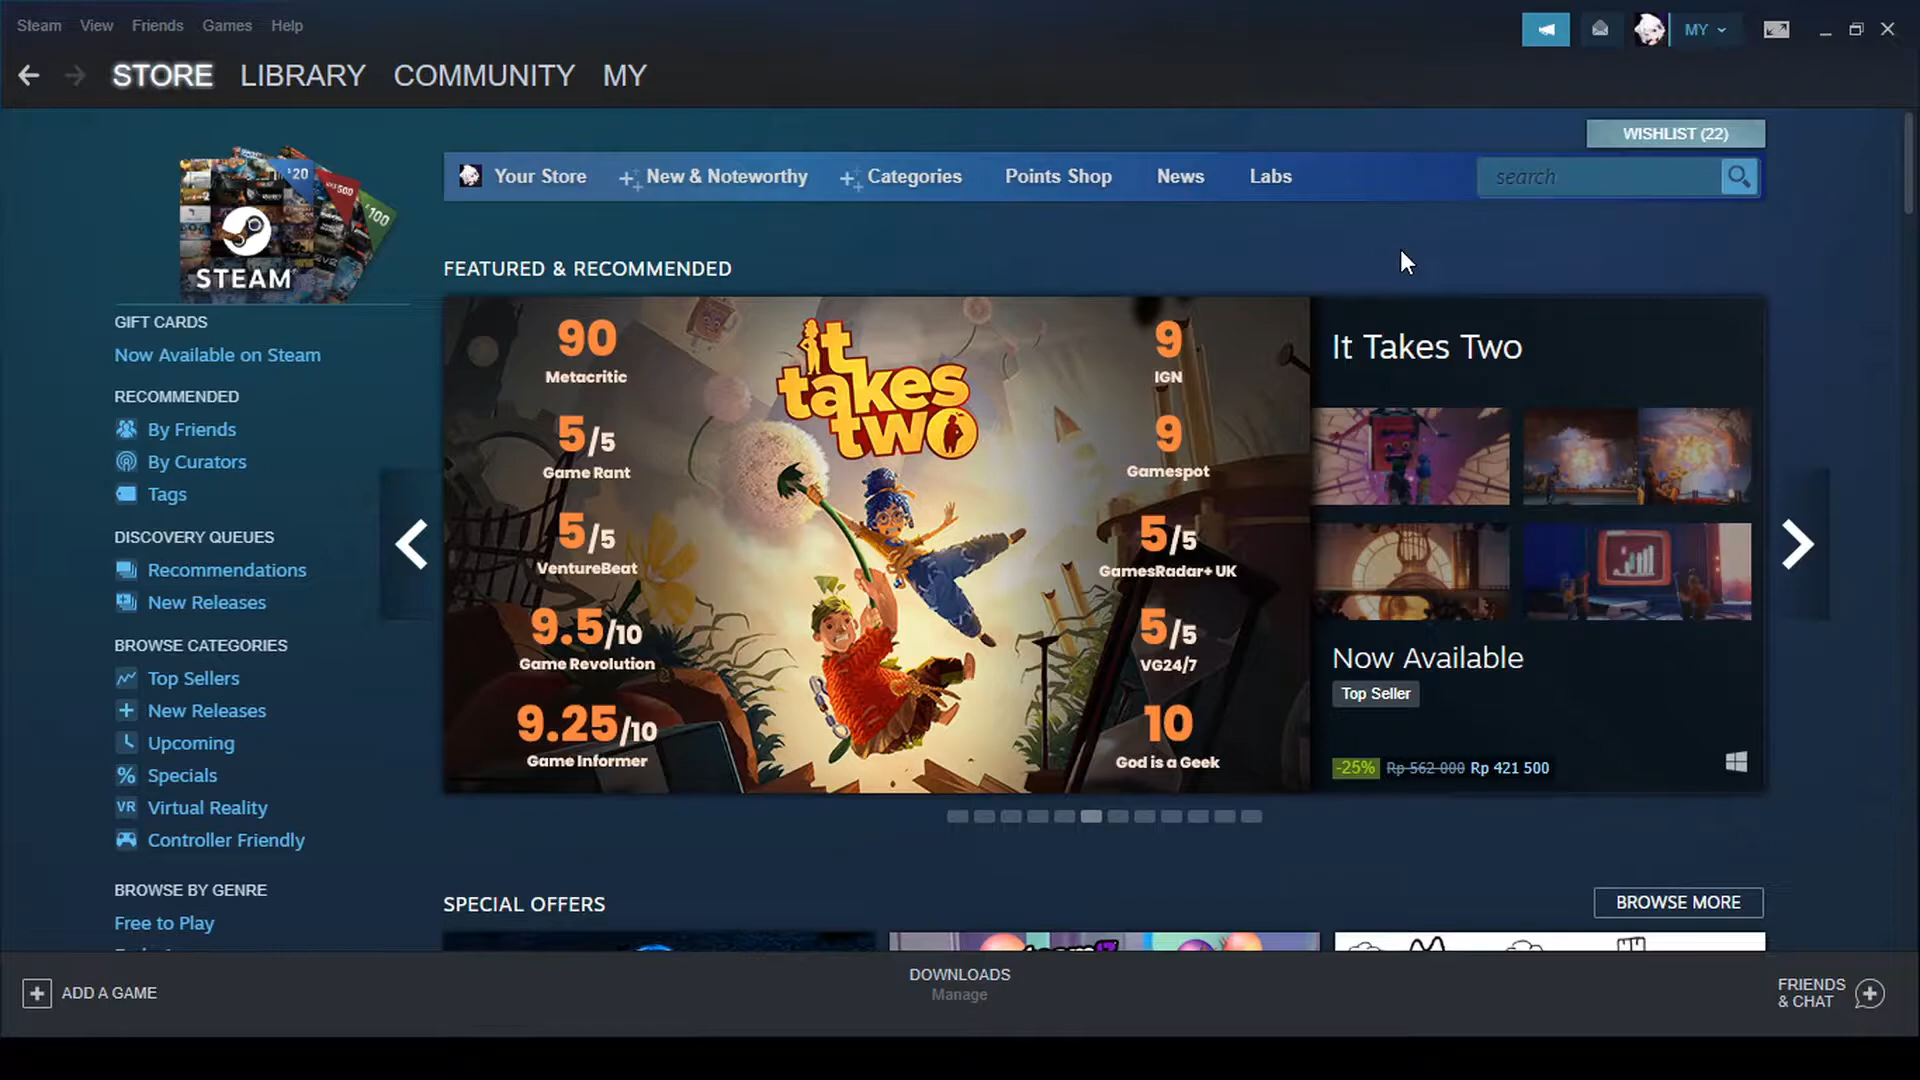 Steam View Friends Games Help
MY
STORE LIBRARY COMMUNITY MY
WISHLIST (22)
Your Store New & Noteworthy Categories Points Shop News Labs
search
$20
$100
STEAM
GIFT CARDS
Now Available on Steam
RECOMMENDED
By Friends
By Curators
Tags
DISCOVERY QUEUES
Recommendations
New Releases
BROWSE CATEGORIES
Top Sellers
New Releases
Upcoming
Specials
VR Virtual Reality
Controller Friendly
BROWSE BY GENRE
Free to Play
FEATURED & RECOMMENDED
90
Metacritic
5/5
Game Rant
5/5
VentureBeat
9.5/10
Game Revolution
9.25/10
Game Informer
it
takes
two
9
IGN
9
Gamespot
5/5
GamesRadar+ UK
5/5
VG24/7
10
God is a Geek
It Takes Two
Now Available
Top Seller
-25% Rp 562 000 Rp 421 500
SPECIAL OFFERS
BROWSE MORE
ADD A GAME
DOWNLOADS
Manage
FRIENDS
& CHAT